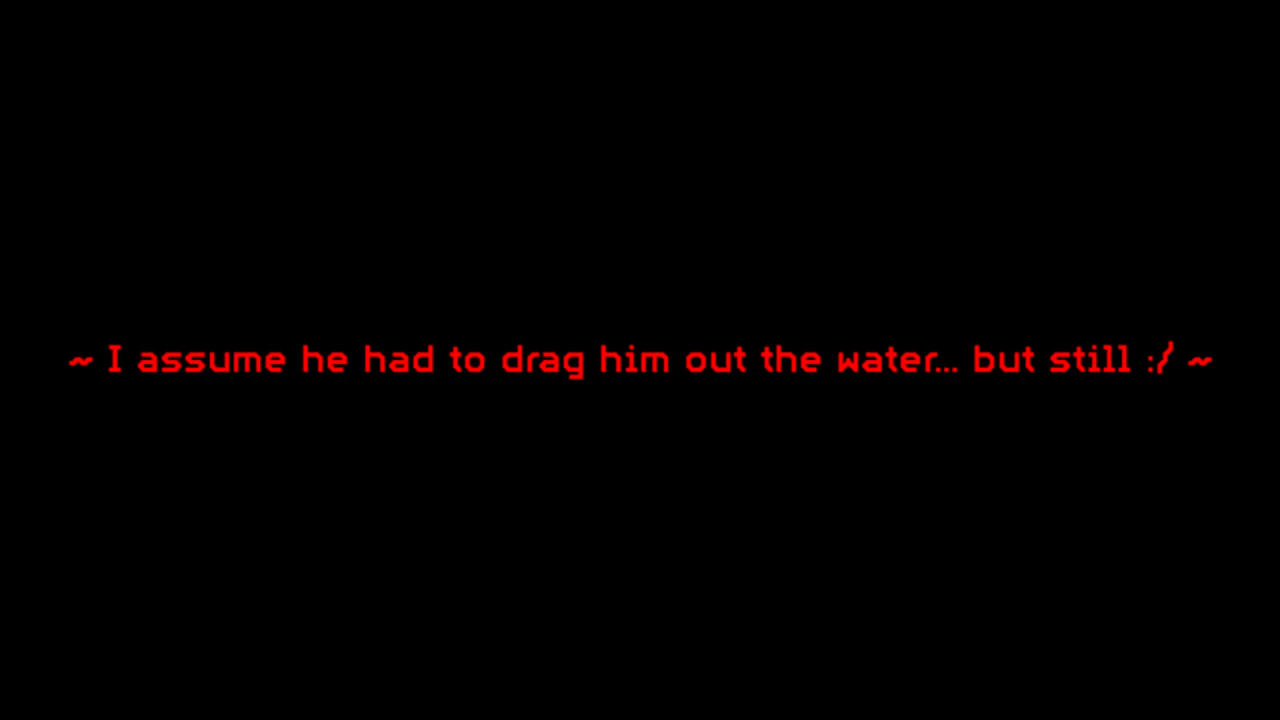 ~ I assume he had to drag him out the water... but still :/ ~